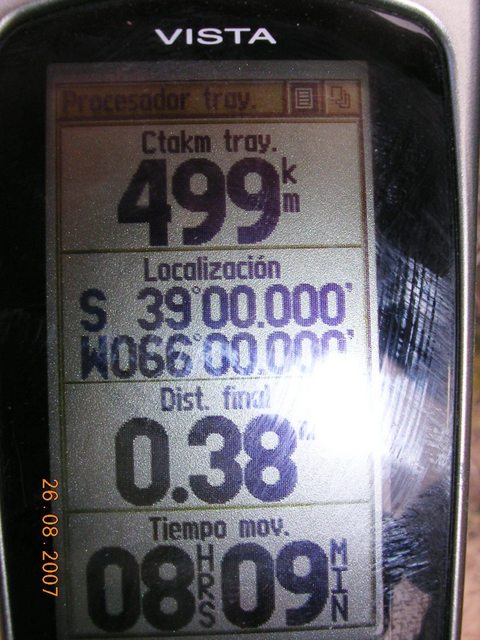 VISTA
Procesador tray.
Ctakm tray.
499 km
Localización
S 39°00.000'
W066°00.000'
Dist. final
0.38
Tiempo mov.
08 HRS 09 MIN
26.08.2007